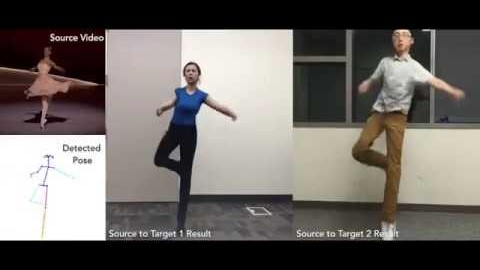 Source Video
Detected
Pose
Source to Target 1 Result
Source to Target 2 Result